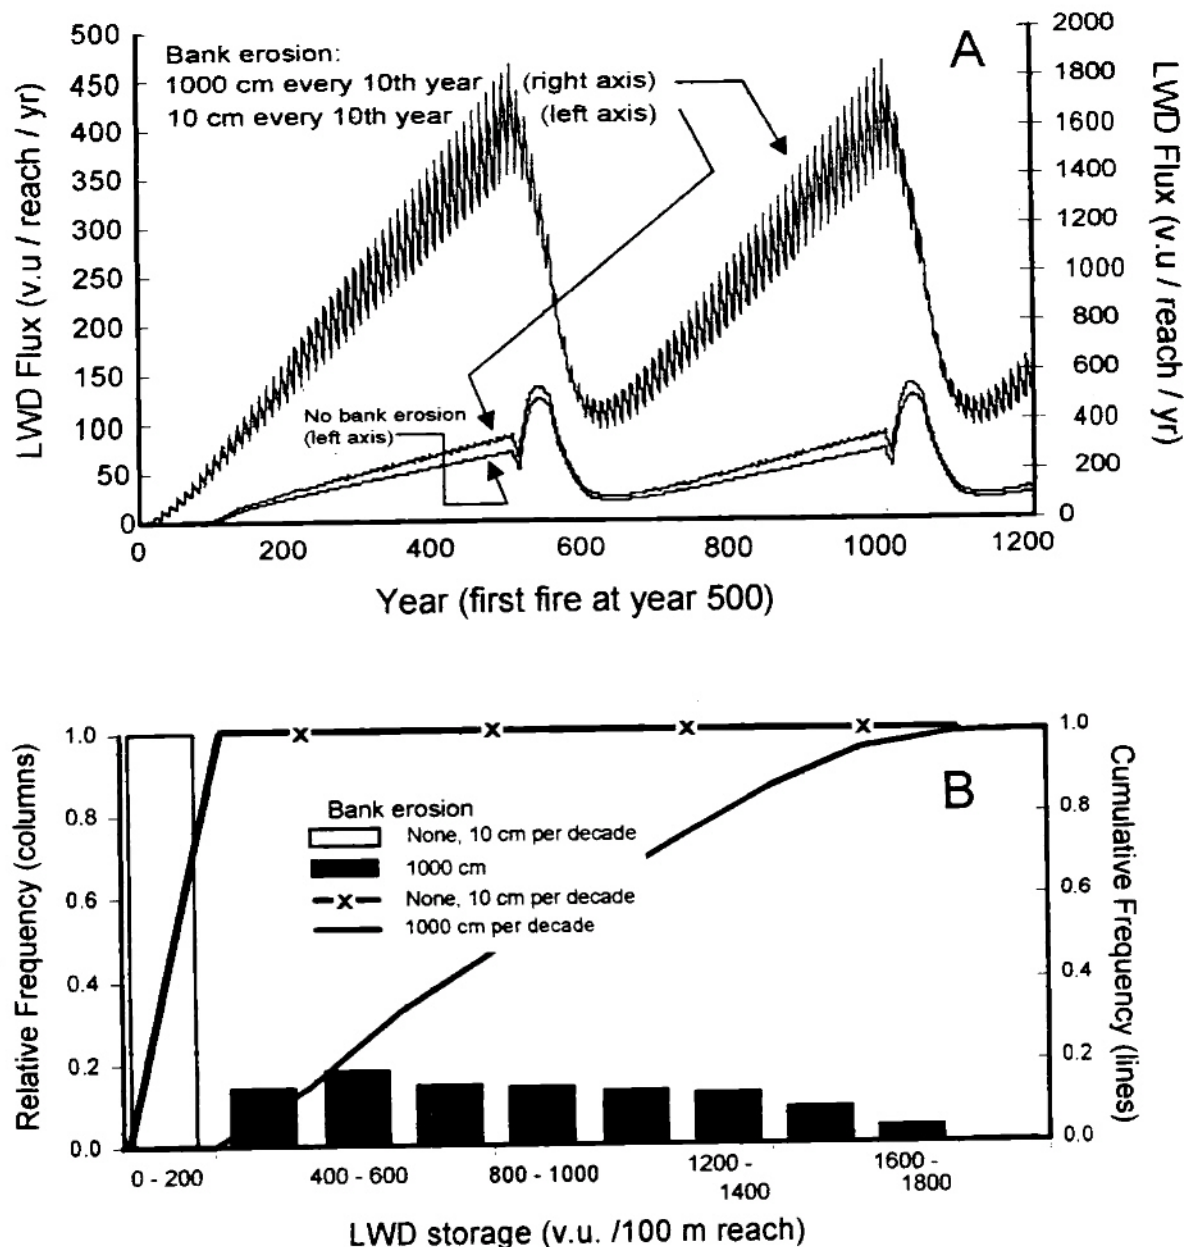 A
Bank erosion:
1000 cm every 10th year (right axis)
10 cm every 10th year (left axis)
No bank erosion
(left axis)
LWD Flux (v.u / reach / yr)
500
450
400
350
300
250
200
150
100
50
0
2000
1800
1600
1400
1200
1000
800
600
400
200
0
LWD Flux (v.u / reach / yr)
0 200 400 600 800 1000 1200
Year (first fire at year 500)
B
Relative Frequency (columns)
1.0
0.8
0.6
0.4
0.2
0.0
Bank erosion
None, 10 cm per decade
1000 cm
x None, 10 cm per decade
1000 cm per decade
x x x x
1.0
0.8
0.6
0.4
0.2
0.0
Cumulative Frequency (lines)
0 - 200 400 - 600 800 - 1000 1200 - 1600 -
1400 1800
LWD storage (v.u. /100 m reach)